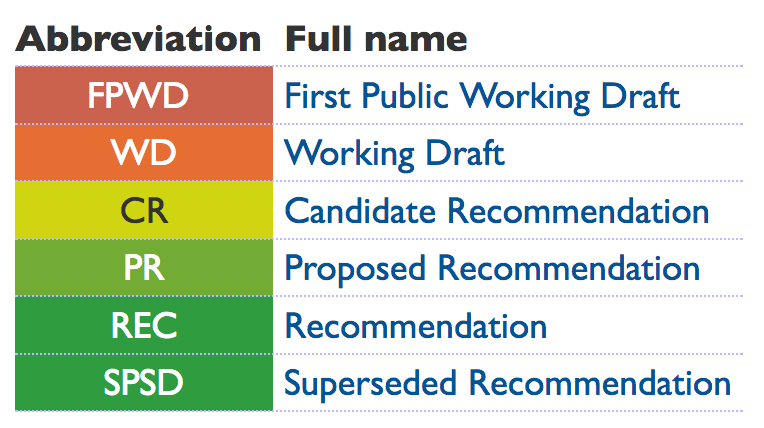 Abbreviation Full name
FPWD First Public Working Draft
WD Working Draft
CR Candidate Recommendation
PR Proposed Recommendation
REC Recommendation
SPSD Superseded Recommendation